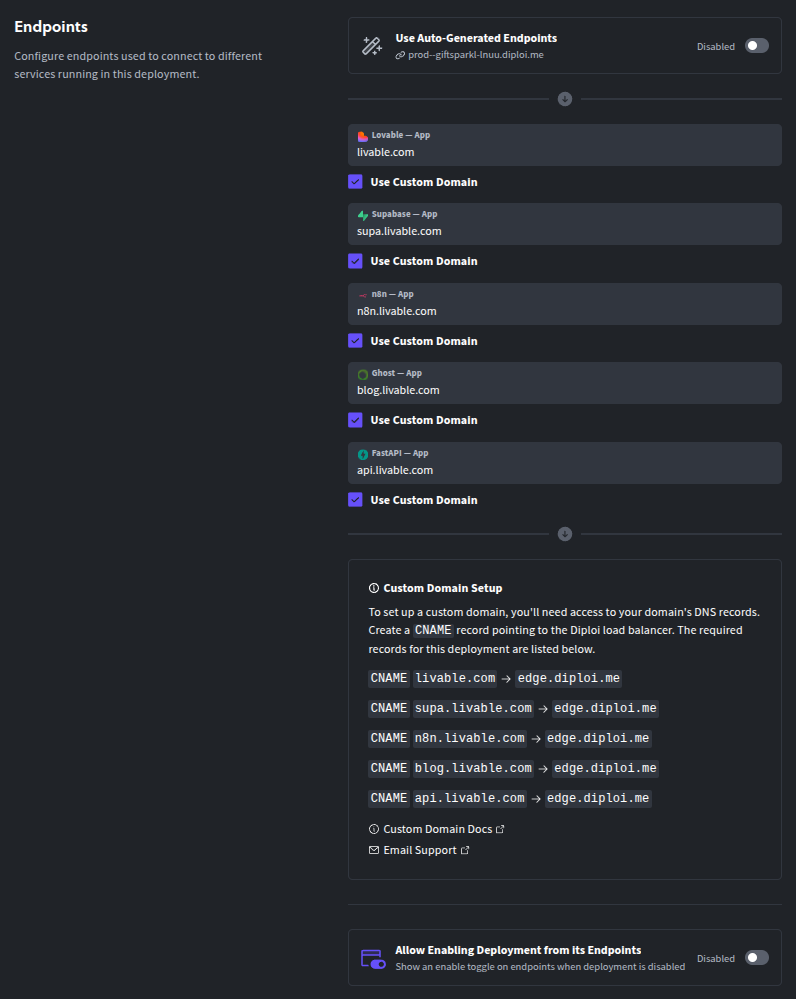 Endpoints
Configure endpoints used to connect to different
services running in this deployment.
Use Auto-Generated Endpoints
prod--giftsparkl-lnuu.diploi.me
Disabled
Lovable — App
livable.com
Use Custom Domain
Supabase — App
supa.livable.com
Use Custom Domain
n8n — App
n8n.livable.com
Use Custom Domain
Ghost — App
blog.livable.com
Use Custom Domain
FastAPI — App
api.livable.com
Use Custom Domain
Custom Domain Setup
To set up a custom domain, you'll need access to your domain's DNS records.
Create a CNAME record pointing to the Diploi load balancer. The required
records for this deployment are listed below.
CNAME livable.com → edge.diploi.me
CNAME supa.livable.com → edge.diploi.me
CNAME n8n.livable.com → edge.diploi.me
CNAME blog.livable.com → edge.diploi.me
CNAME api.livable.com → edge.diploi.me
Custom Domain Docs
Email Support
Allow Enabling Deployment from its Endpoints
Show an enable toggle on endpoints when deployment is disabled
Disabled